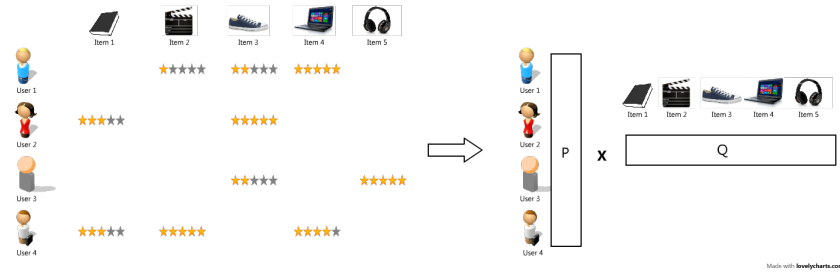 Item 1 Item 2 Item 3 Item 4 Item 5
User 1
User 2
User 3
User 4
User 1
User 2
User 3
User 4
P
x
Item 1 Item 2 Item 3 Item 4 Item 5
Q
Made with lovelycharts.com